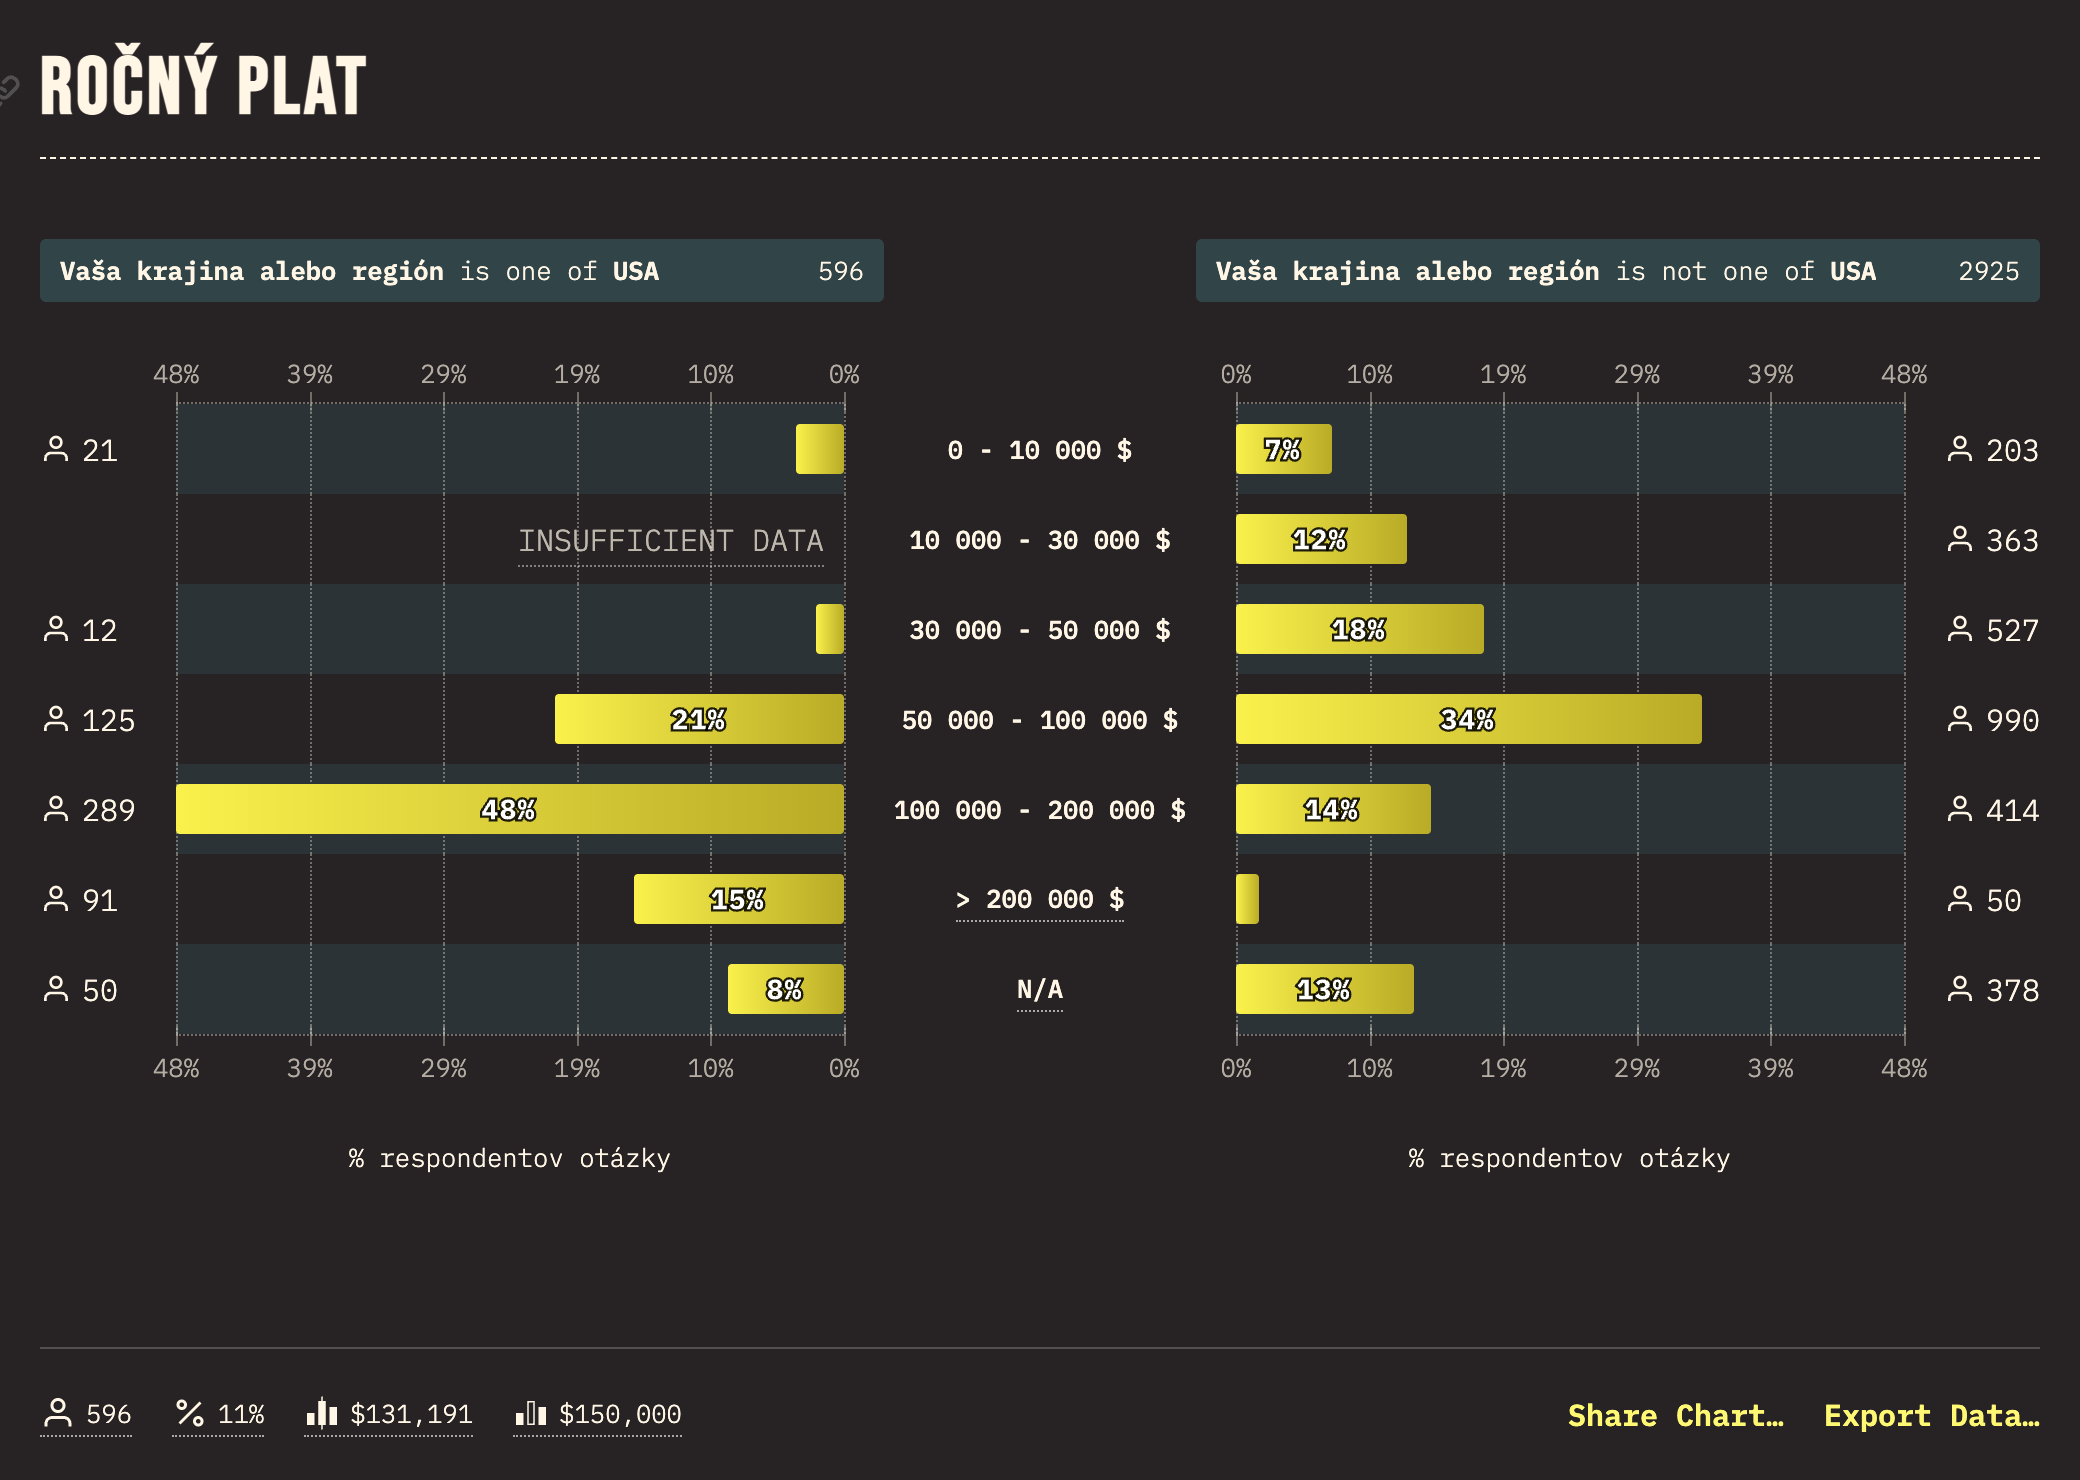 ROČNÝ PLAT
Vaša krajina alebo región is one of USA 596
Vaša krajina alebo región is not one of USA 2925
48% 39% 29% 19% 10% 0%
0% 10% 19% 29% 39% 48%
21 0 - 10 000 $ 7% 203
INSUFFICIENT DATA 10 000 - 30 000 $ 12% 363
12 30 000 - 50 000 $ 18% 527
125 21% 50 000 - 100 000 $ 34% 990
289 48% 100 000 - 200 000 $ 14% 414
91 15% > 200 000 $ 50
50 8% N/A 13% 378
48% 39% 29% 19% 10% 0%
0% 10% 19% 29% 39% 48%
% respondentov otázky
% respondentov otázky
596 11% $131,191 $150,000
Share Chart… Export Data…